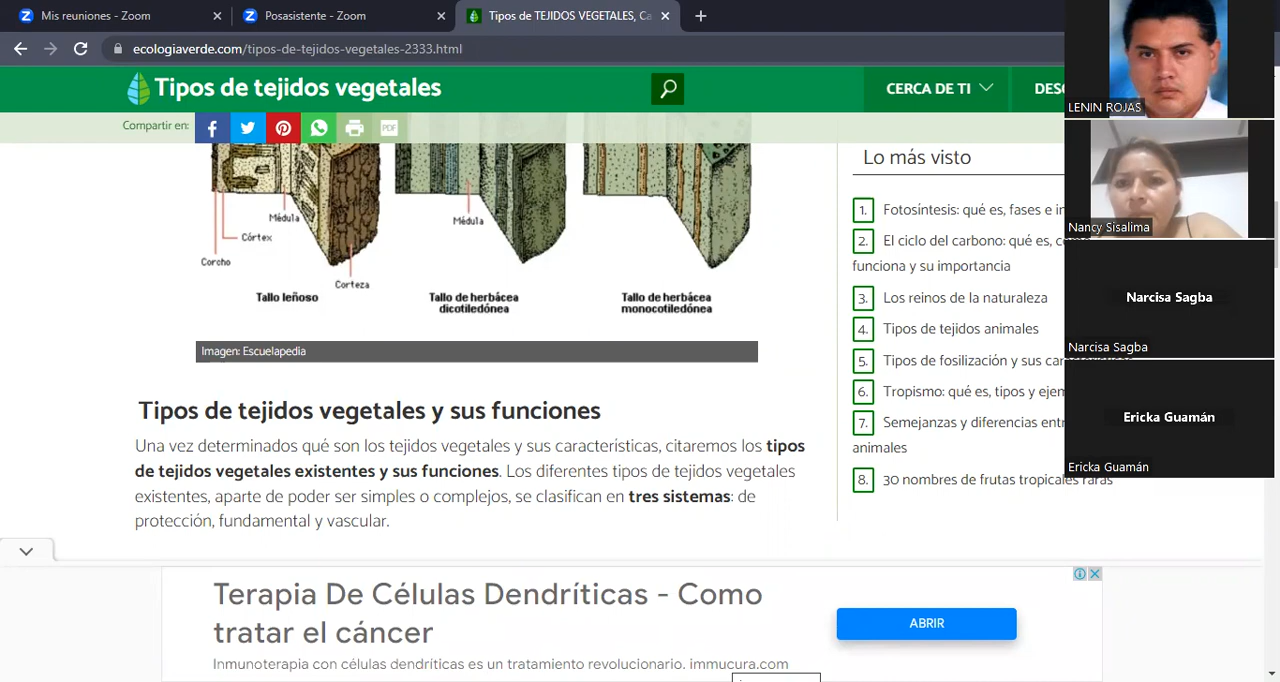 Mis reuniones - Zoom
Posasistente - Zoom
Tipos de TEJIDOS VEGETALES, Ca
ecologiaverde.com/tipos-de-tejidos-vegetales-2333.html
Tipos de tejidos vegetales
CERCA DE TI
DESC
Compartir en:
PDF
Médula
Córtex
Corcho
Corteza
Médula
Tallo leñoso
Tallo de herbácea
dicotiledónea
Tallo de herbácea
monocotiledónea
Imagen: Escuelapedia
Tipos de tejidos vegetales y sus funciones
Una vez determinados qué son los tejidos vegetales y sus características, citaremos los tipos
de tejidos vegetales existentes y sus funciones. Los diferentes tipos de tejidos vegetales
existentes, aparte de poder ser simples o complejos, se clasifican en tres sistemas: de
protección, fundamental y vascular.
Lo más visto
1. Fotosíntesis: qué es, fases e in
2. El ciclo del carbono: qué es, como
funciona y su importancia
3. Los reinos de la naturaleza
4. Tipos de tejidos animales
5. Tipos de fosilización y sus características
6. Tropismo: qué es, tipos y ejem
7. Semejanzas y diferencias entr
animales
8. 30 nombres de frutas tropicales raras
LENIN ROJAS
Nancy Sisalima
Narcisa Sagba
Narcisa Sagba
Ericka Guamán
Ericka Guamán
Terapia De Células Dendríticas - Como
tratar el cáncer
Inmunoterapia con células dendríticas es un tratamiento revolucionario. immucura.com
ABRIR